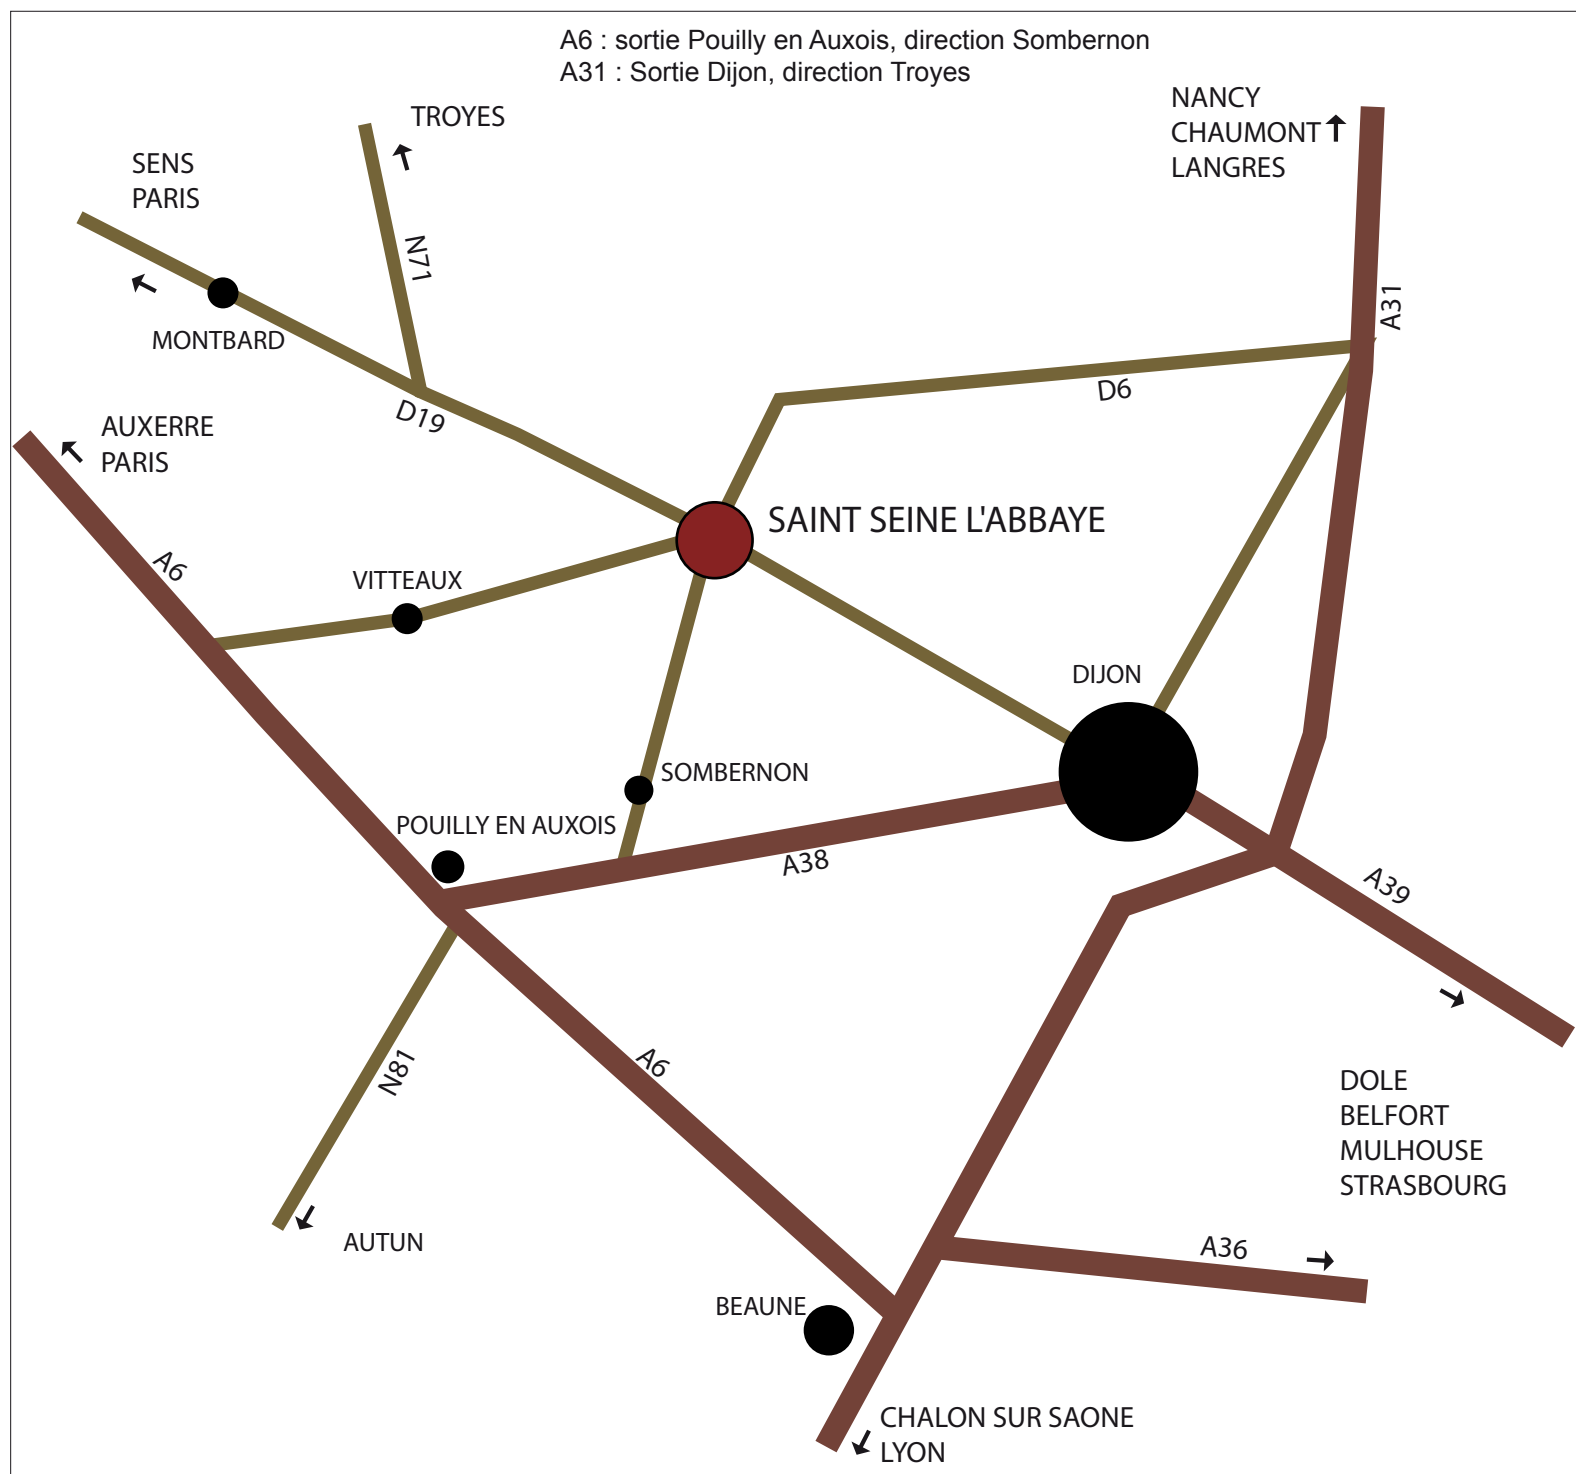 A6 : sortie Pouilly en Auxois, direction Sombernon
A31 : Sortie Dijon, direction Troyes
NANCY
CHAUMONT
LANGRES
TROYES
SENS
PARIS
N71
A31
MONTBARD
D6
D19
AUXERRE
PARIS
SAINT SEINE L'ABBAYE
A6
VITTEAUX
DIJON
SOMBERNON
POUILLY EN AUXOIS
A38
A39
A6
N81
DOLE
BELFORT
MULHOUSE
STRASBOURG
AUTUN
A36
BEAUNE
CHALON SUR SAONE
LYON